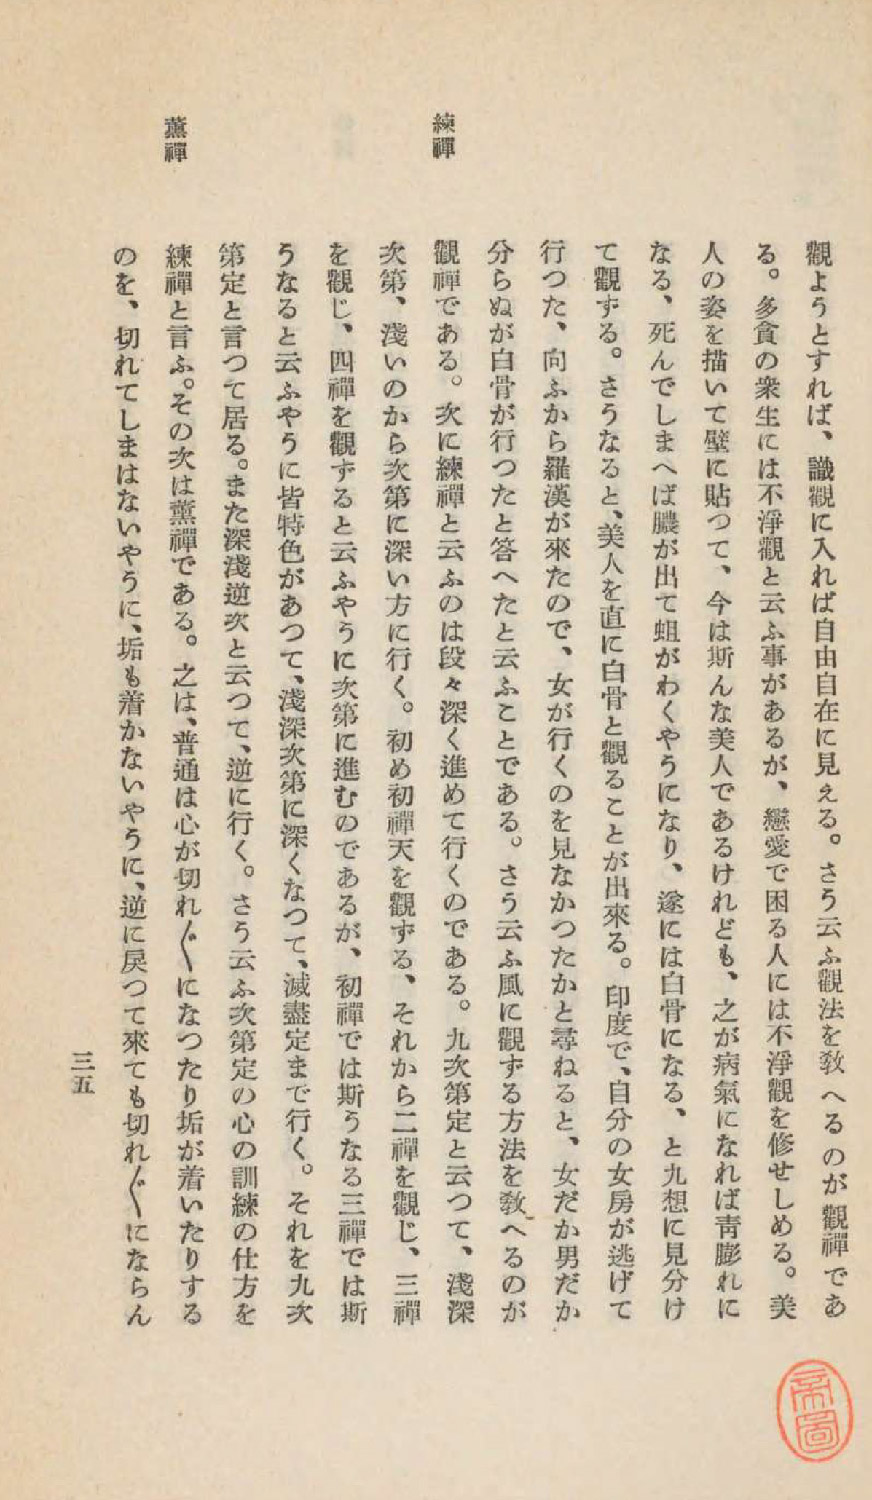 觀ようとすれば、識觀に入れば自由自在に見える。さう云ふ觀法を敎へるのが觀禪であ
る。多貪の衆生には不淨觀と云ふ事があるが、戀愛で困る人には不淨觀を修せしめる。美
人の姿を描いて壁に貼つて、今は斯んな美人であるけれども、之が病氣になれば靑膨れに
なる、死んでしまへば膿が出て蛆がわくやうになり、遂には白骨になる、と九想に見分け
て觀ずる。さうなると、美人を直に白骨と觀ることが出來る。印度で、自分の女房が逃げて
行つた、向ふから羅漢が來たので、女が行くのを見なかつたかと尋ねると、女だか男だか
分らぬが白骨が行つたと答へたと云ふことである。さう云ふ風に觀ずる方法を敎へるのが
練禪
觀禪である。次に練禪と云ふのは段々深く進めて行くのである。九次第定と云つて、淺深
次第、淺いのから次第に深い方に行く。初め初禪天を觀ずる、それから二禪を觀じ、三禪
を觀じ、四禪を觀ずると云ふやうに次第に進むのであるが、初禪では斯うなる三禪では斯
うなると云ふやうに皆特色があつて、淺深次第に深くなつて、滅盡定まで行く。それを九次
第定と言つて居る。また深淺逆次と云つて、逆に行く。さう云ふ次第定の心の訓練の仕方を
薰禪
練禪と言ふ。その次は薰禪である。之は、普通は心が切れ〴〵になつたり垢が着いたりする
のを、切れてしまはないやうに、垢も着かないやうに、逆に戻つて來ても切れ〴〵にならん
三五
帝圖